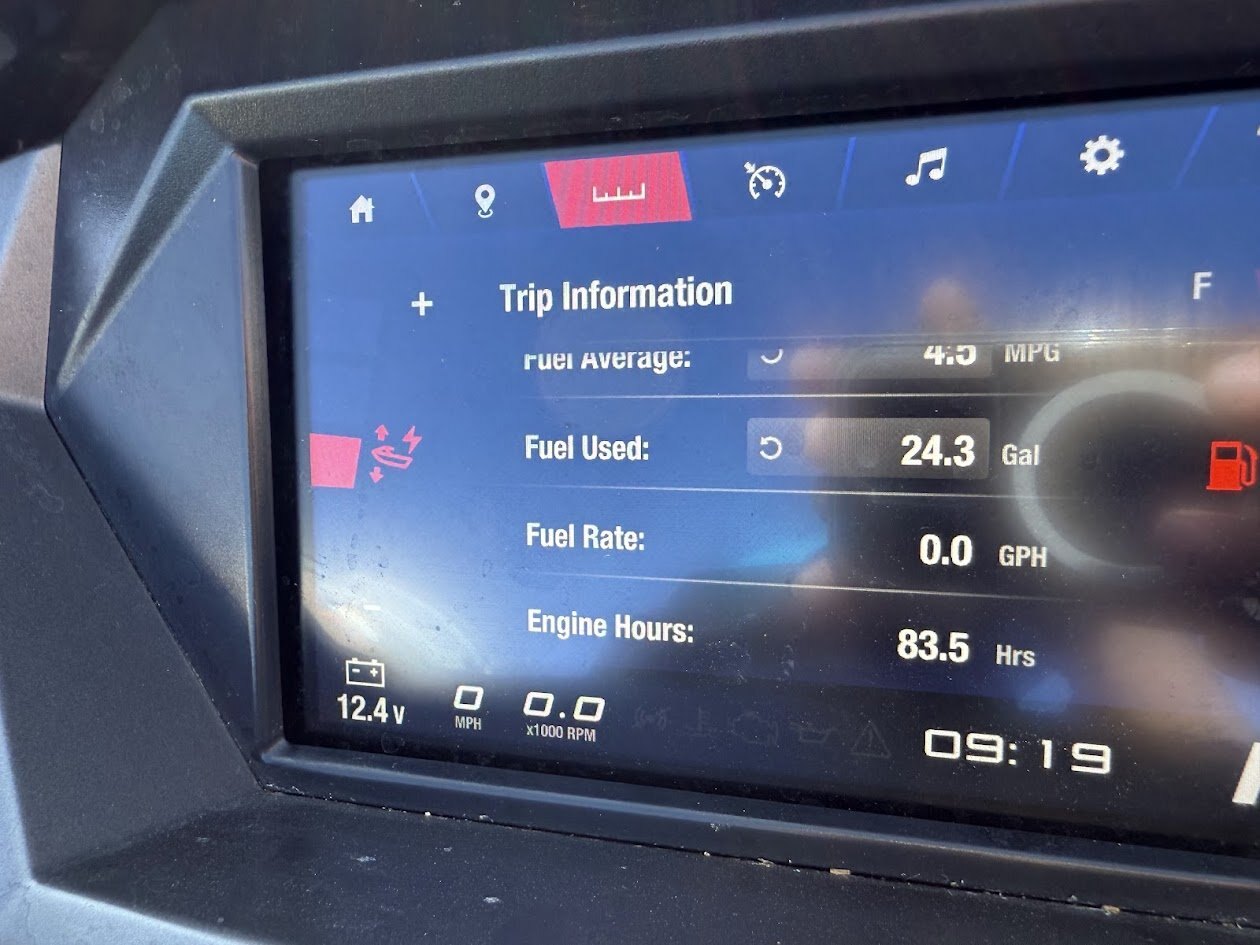 + Trip Information F
Fuel Average: 4.5 MPG
Fuel Used: 24.3 Gal
Fuel Rate: 0.0 GPH
Engine Hours: 83.5 Hrs
12.4 V
0 MPH
0.0 x1000 RPM
09:19